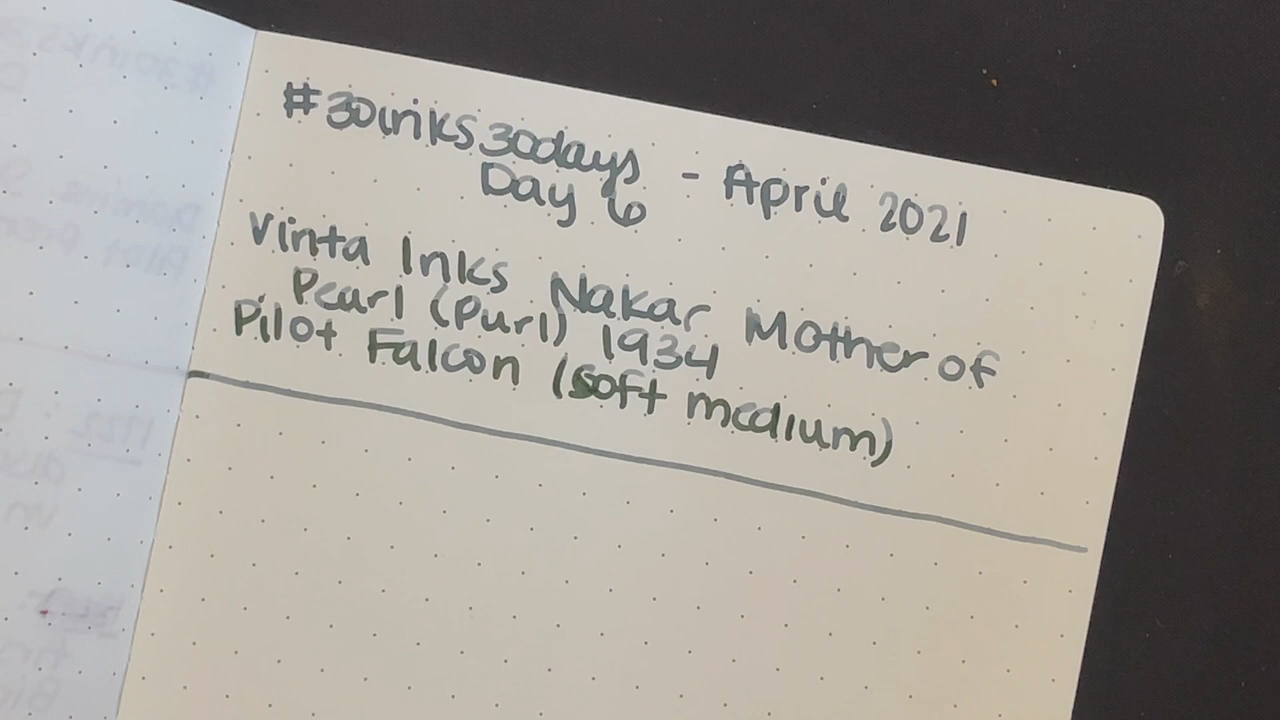 #30inks30days - April 2021
Day 6
Vinta Inks Nakar Mother of
Pearl (Purl) 1934
Pilot Falcon (soft medium)